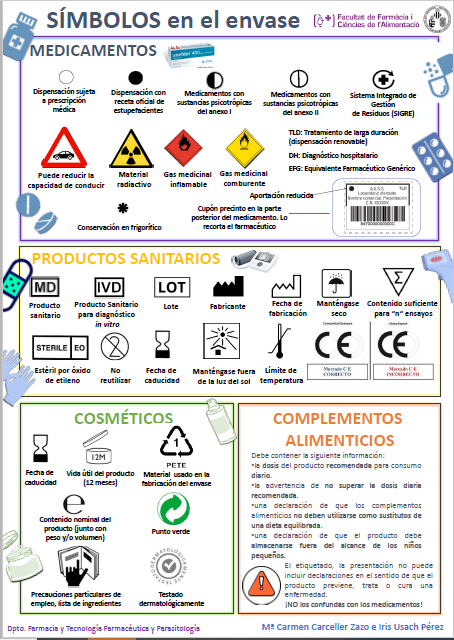 SÍMBOLOS en el envase
Facultat de Farmàcia i
Ciències de l'Alimentació
MEDICAMENTOS
Dispensación sujeta
a prescripción
médica
Dispensación con
receta oficial de
estupefacientes
Medicamentos con
sustancias psicotrópicas
del anexo I
Medicamentos con
sustancias psicotrópicas
del anexo II
Sistema Integrado de
Gestion
de Residuos (SIGRE)
Puede reducir la
capacidad de conducir
Material
radiactivo
Gas medicinal
inflamable
Gas medicinal
comburente
TLD: Tratamiento de larga duración
(dispensación renovable)
DH: Diagnóstico hospitalario
EFG: Equivalente Farmacéutico Genérico
Aportación reducida
Conservación en frigorífico
Cupón precinto en la parte
posterior del medicamento. Lo
recorta el farmacéutico
A.S.S.S.
TLD
Laboratorio ofertante
Nombre comercial. Presentación
C.N. XXXXXX
PRODUCTOS SANITARIOS
MD
IVD
LOT
Producto
sanitario
Producto Sanitario
para diagnóstico
in vitro
Lote
Fabricante
Fecha de
fabricación
Manténgase
seco
Contenido suficiente
para "n" ensayos
STERILE EO
2
CE
CE
Estéril por óxido
de etileno
No
reutilizar
Fecha de
caducidad
Manténgase fuera
de la luz del sol
Límite de
temperatura
Marcado C E
CORRECTO
Marcado C E
INCORRECTO
COSMÉTICOS
12M
1
PETE
Fecha de
caducidad
Vida útil del producto
(12 meses)
Material usado en la
fabricación del envase
℮
Contenido nominal del
producto (junto con
peso y/o volumen)
Punto verde
DERMATOLÓGICAMENTE
Precauciones particulares de
empleo, lista de ingredientes
Testado
dermatológicamente
COMPLEMENTOS
ALIMENTICIOS
Debe contener la siguiente información:
•la dosis del producto recomendada para consumo
diario.
•la advertencia de no superar la dosis diaria
recomendada.
•una declaración de que los complementos
alimenticios no deben utilizarse como sustitutos de
una dieta equilibrada.
•una declaración de que el producto debe
almacenarse fuera del alcance de los niños
pequeños.
El etiquetado, la presentación no puede
incluir declaraciones en el sentido de que el
producto previene, trata o cura una
enfermedad.
¡NO los confundas con los medicamentos!
Dpto. Farmacia y Tecnología Farmacéutica y Parasitología
Mª Carmen Carceller Zazo e Iris Usach Pérez